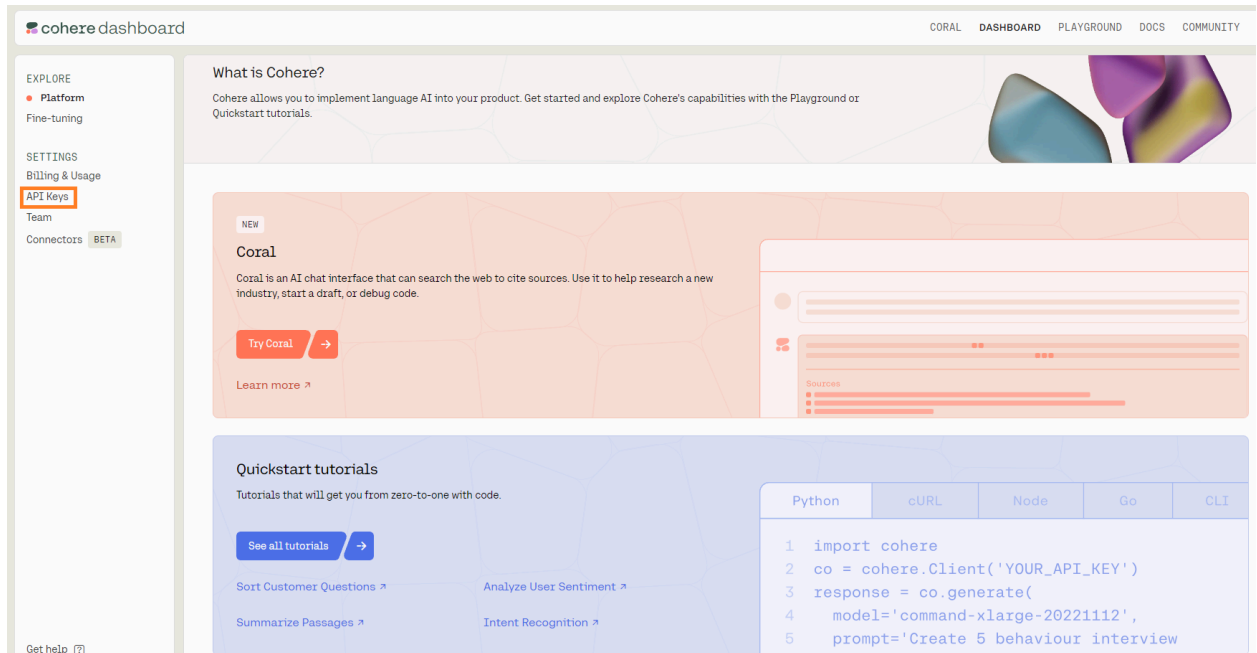 cohere dashboard
CORAL DASHBOARD PLAYGROUND DOCS COMMUNITY
EXPLORE
Platform
Fine-tuning
SETTINGS
Billing & Usage
API Keys
Team
Connectors BETA
Get help ?
What is Cohere?
Cohere allows you to implement language AI into your product. Get started and explore Cohere's capabilities with the Playground or
Quickstart tutorials.
NEW
Coral
Coral is an AI chat interface that can search the web to cite sources. Use it to help research a new
industry, start a draft, or debug code.
Try Coral →
Learn more ↗
Sources
Quickstart tutorials
Tutorials that will get you from zero-to-one with code.
See all tutorials →
Sort Customer Questions ↗ Analyze User Sentiment ↗
Summarize Passages ↗ Intent Recognition ↗
Python cURL Node Go CLI
1 import cohere
2 co = cohere.Client('YOUR_API_KEY')
3 response = co.generate(
4 model='command-xlarge-20221112',
5 prompt='Create 5 behaviour interview